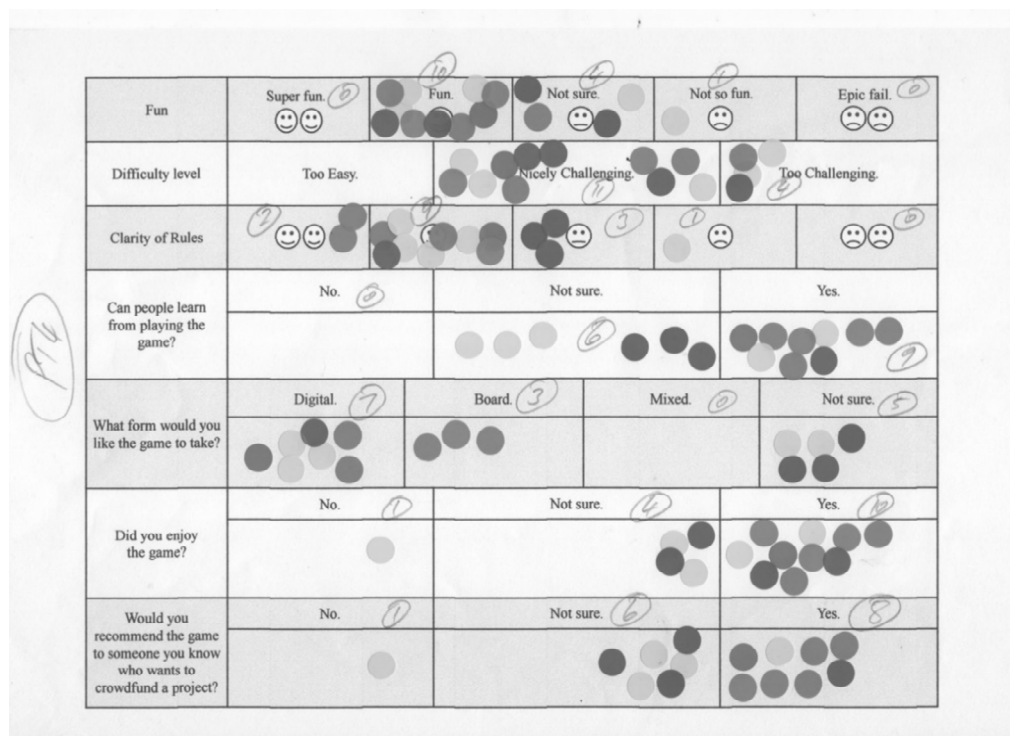 10 4 1
Fun Super fun. 0 Fun. Not sure. Not so fun. Epic fail. 0
Difficulty level Too Easy. Nicely Challenging. Too Challenging.
11 4
Clarity of Rules 2 9 3 1 0
No. 0 Not sure. Yes.
Can people learn
from playing the
game? 6 9
Digital. 7 Board. 3 Mixed. 0 Not sure. 5
What form would you
like the game to take?
No. 1 Not sure. 4 Yes. 10
Did you enjoy
the game?
No. 1 Not sure. 6 Yes. 8
Would you
recommend the game
to someone you know
who wants to
crowdfund a project?